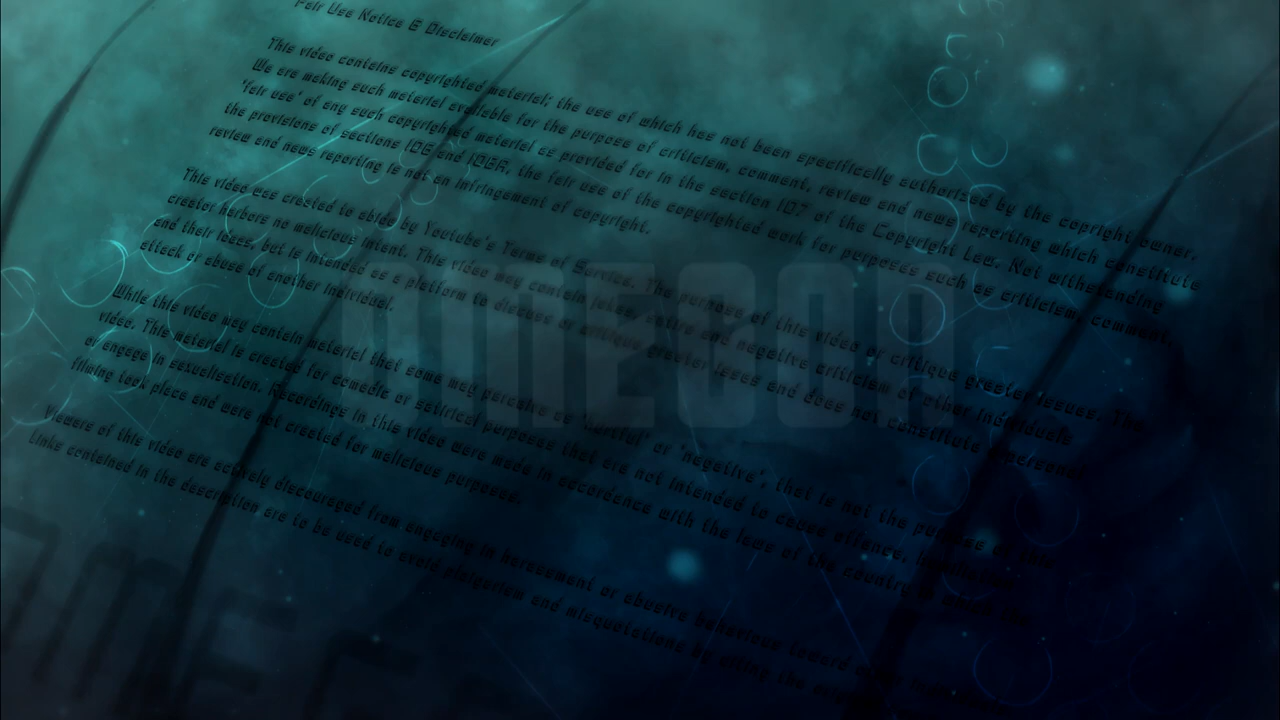 Fair Use Notice & Disclaimer
This video contains copyrighted material; the use of which has not been specifically authorized by the copyright owner.
We are making such material available for the purpose of criticism, comment, review and news reporting which constitute
'fair use' of any such copyrighted material as provided for in the section 107 of the Copyright Law. Not withstanding
the provisions of sections 106 and 106A, the fair use of the copyrighted work for purposes such as criticism, comment,
review and news reporting is not an infringement of copyright.
This video was created to abide by Youtube's Terms of Service. The purpose of this video or critique greater issues. The
creator harbors no malicious intent. This video may contain jokes, satire and negative criticism of other individuals
and their ideas, but is intended as a platform to discuss or critique greater issues and does not constitute a personal
attack or abuse of another individual.
While this video may contain material that some may perceive as 'hurtful' or 'negative', that is not the purpose of this
video. This material is created for comedic or satirical purposes that are not intended to cause offence,
or engage in sexualisation. Recordings in this video were made in accordance with the laws of the country in which the
filming took place and were not created for malicious purposes.
Viewers of this video are actively discouraged from engaging in harassment or abusive behaviour toward
Links contained in the description are to be used to avoid plagiarism and misquotations by citing the
OMEGON
OMEG